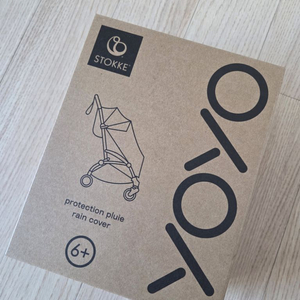 STOKKE®
YOYO
protection pluie
rain cover
6+